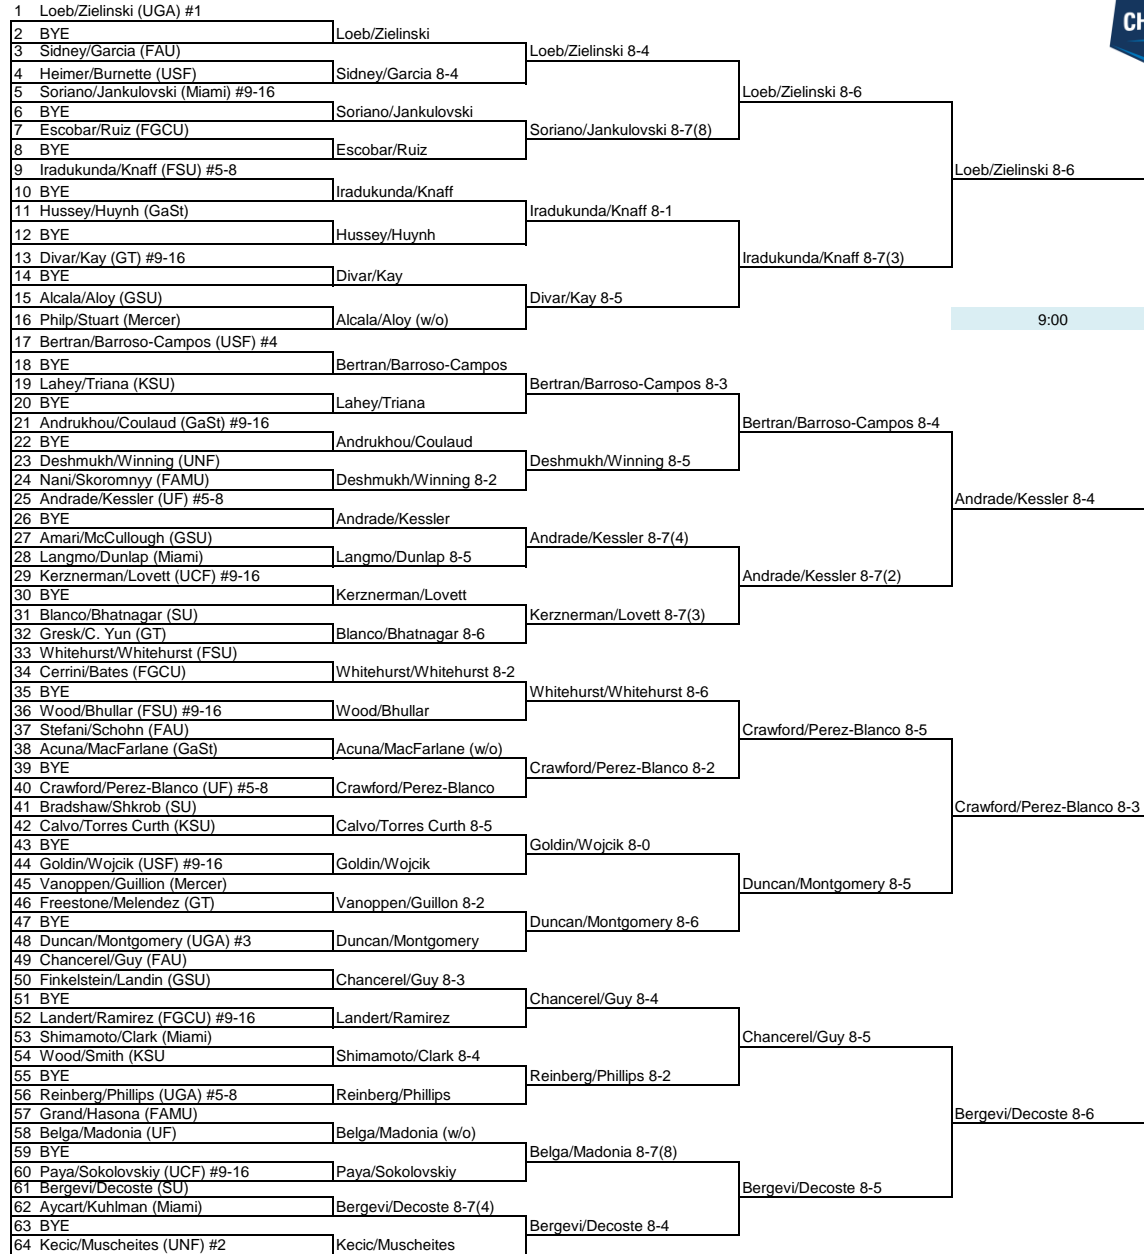 CH
1 Loeb/Zielinski (UGA) #1
2 BYE
Loeb/Zielinski
3 Sidney/Garcia (FAU)
Loeb/Zielinski 8-4
4 Heimer/Burnette (USF)
Sidney/Garcia 8-4
5 Soriano/Jankulovski (Miami) #9-16
Loeb/Zielinski 8-6
6 BYE
Soriano/Jankulovski
7 Escobar/Ruiz (FGCU)
Soriano/Jankulovski 8-7(8)
8 BYE
Escobar/Ruiz
9 Iradukunda/Knaff (FSU) #5-8
Loeb/Zielinski 8-6
10 BYE
Iradukunda/Knaff
11 Hussey/Huynh (GaSt)
Iradukunda/Knaff 8-1
12 BYE
Hussey/Huynh
13 Divar/Kay (GT) #9-16
Iradukunda/Knaff 8-7(3)
14 BYE
Divar/Kay
15 Alcala/Aloy (GSU)
Divar/Kay 8-5
16 Philp/Stuart (Mercer)
Alcala/Aloy (w/o)
9:00
17 Bertran/Barroso-Campos (USF) #4
18 BYE
Bertran/Barroso-Campos
19 Lahey/Triana (KSU)
Bertran/Barroso-Campos 8-3
20 BYE
Lahey/Triana
21 Andrukhou/Coulaud (GaSt) #9-16
Bertran/Barroso-Campos 8-4
22 BYE
Andrukhou/Coulaud
23 Deshmukh/Winning (UNF)
Deshmukh/Winning 8-5
24 Nani/Skoromnyy (FAMU)
Deshmukh/Winning 8-2
25 Andrade/Kessler (UF) #5-8
Andrade/Kessler 8-4
26 BYE
Andrade/Kessler
27 Amari/McCullough (GSU)
Andrade/Kessler 8-7(4)
28 Langmo/Dunlap (Miami)
Langmo/Dunlap 8-5
29 Kerznerman/Lovett (UCF) #9-16
Andrade/Kessler 8-7(2)
30 BYE
Kerznerman/Lovett
31 Blanco/Bhatnagar (SU)
Kerznerman/Lovett 8-7(3)
32 Gresk/C. Yun (GT)
Blanco/Bhatnagar 8-6
33 Whitehurst/Whitehurst (FSU)
34 Cerrini/Bates (FGCU)
Whitehurst/Whitehurst 8-2
35 BYE
Whitehurst/Whitehurst 8-6
36 Wood/Bhullar (FSU) #9-16
Wood/Bhullar
37 Stefani/Schohn (FAU)
Crawford/Perez-Blanco 8-5
38 Acuna/MacFarlane (GaSt)
Acuna/MacFarlane (w/o)
39 BYE
Crawford/Perez-Blanco 8-2
40 Crawford/Perez-Blanco (UF) #5-8
Crawford/Perez-Blanco
41 Bradshaw/Shkrob (SU)
Crawford/Perez-Blanco 8-3
42 Calvo/Torres Curth (KSU)
Calvo/Torres Curth 8-5
43 BYE
Goldin/Wojcik 8-0
44 Goldin/Wojcik (USF) #9-16
Goldin/Wojcik
45 Vanoppen/Guillion (Mercer)
Duncan/Montgomery 8-5
46 Freestone/Melendez (GT)
Vanoppen/Guillon 8-2
47 BYE
Duncan/Montgomery 8-6
48 Duncan/Montgomery (UGA) #3
Duncan/Montgomery
49 Chancerel/Guy (FAU)
50 Finkelstein/Landin (GSU)
Chancerel/Guy 8-3
51 BYE
Chancerel/Guy 8-4
52 Landert/Ramirez (FGCU) #9-16
Landert/Ramirez
53 Shimamoto/Clark (Miami)
Chancerel/Guy 8-5
54 Wood/Smith (KSU
Shimamoto/Clark 8-4
55 BYE
Reinberg/Phillips 8-2
56 Reinberg/Phillips (UGA) #5-8
Reinberg/Phillips
57 Grand/Hasona (FAMU)
Bergevi/Decoste 8-6
58 Belga/Madonia (UF)
Belga/Madonia (w/o)
59 BYE
Belga/Madonia 8-7(8)
60 Paya/Sokolovskiy (UCF) #9-16
Paya/Sokolovskiy
61 Bergevi/Decoste (SU)
Bergevi/Decoste 8-5
62 Aycart/Kuhlman (Miami)
Bergevi/Decoste 8-7(4)
63 BYE
Bergevi/Decoste 8-4
64 Kecic/Muscheites (UNF) #2
Kecic/Muscheites